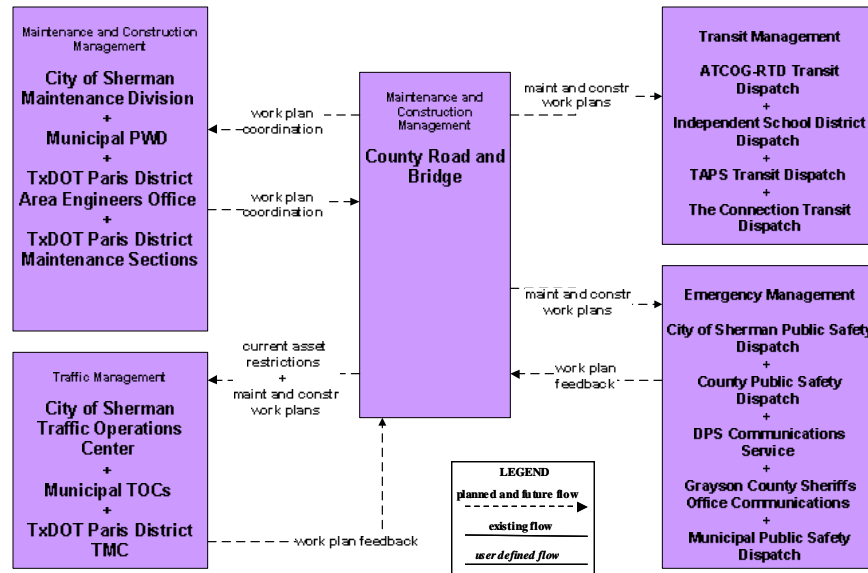 Maintenance and Construction
Management
City of Sherman
Maintenance Division
+
Municipal PWD
+
TxDOT Paris District
Area Engineers Office
+
TxDOT Paris District
Maintenance Sections
work plan
coordination
work plan
coordination
Maintenance and
Construction
Management
County Road and
Bridge
maint and constr
work plans
Transit Management
ATCOG-RTD Transit
Dispatch
+
Independent School District
Dispatch
+
TAPS Transit Dispatch
+
The Connection Transit
Dispatch
maint and constr
work plans
work plan
feedback
Emergency Management
City of Sherman Public Safety
Dispatch
+
County Public Safety
Dispatch
+
DPS Communications
Service
+
Grayson County Sheriffs
Office Communications
+
Municipal Public Safety
Dispatch
Traffic Management
City of Sherman
Traffic Operations
Center
+
Municipal TOCs
+
TxDOT Paris District
TMC
current asset
restrictions
+
maint and constr
work plans
work plan feedback
LEGEND
planned and future flow
existing flow
user defined flow